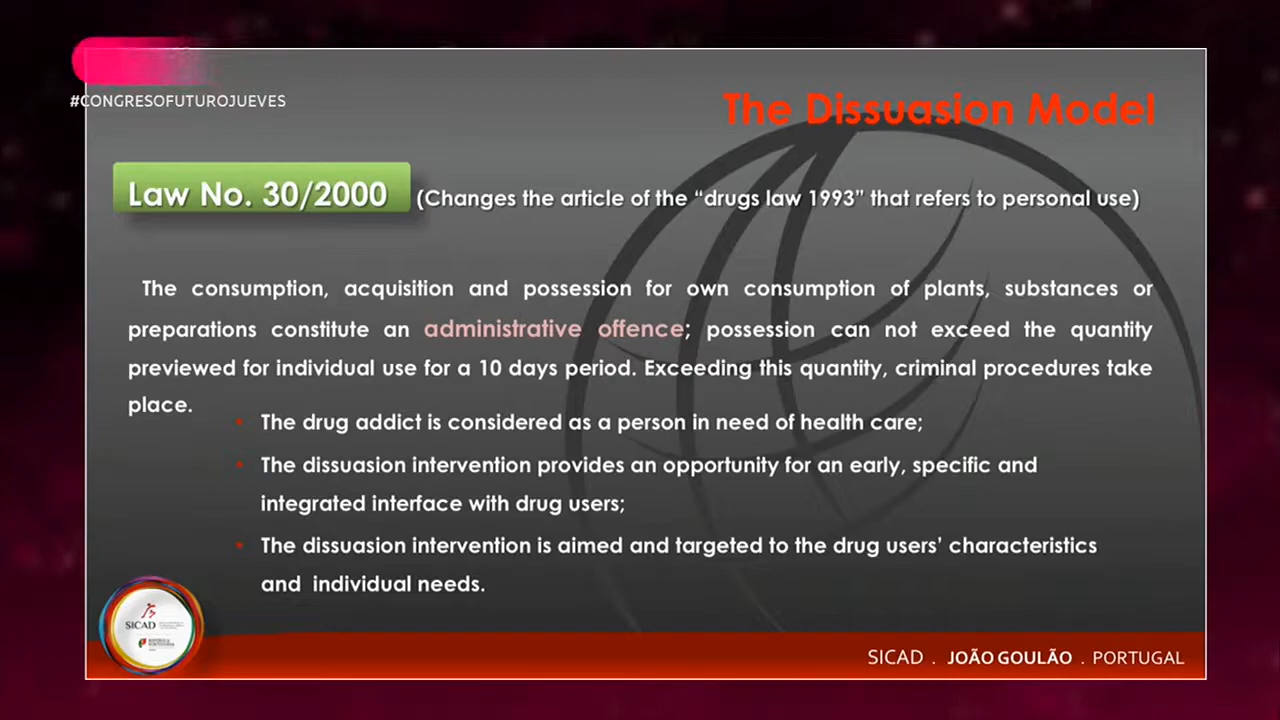 #CONGRESOFUTUROJUEVES
The Dissuasion Model
Law No. 30/2000 (Changes the article of the “drugs law 1993” that refers to personal use)
The consumption, acquisition and possession for own consumption of plants, substances or
preparations constitute an administrative offence; possession can not exceed the quantity
previewed for individual use for a 10 days period. Exceeding this quantity, criminal procedures take
place.
• The drug addict is considered as a person in need of health care;
• The dissuasion intervention provides an opportunity for an early, specific and
integrated interface with drug users;
• The dissuasion intervention is aimed and targeted to the drug users’ characteristics
and individual needs.
SICAD
SICAD . JOÃO GOULÃO . PORTUGAL